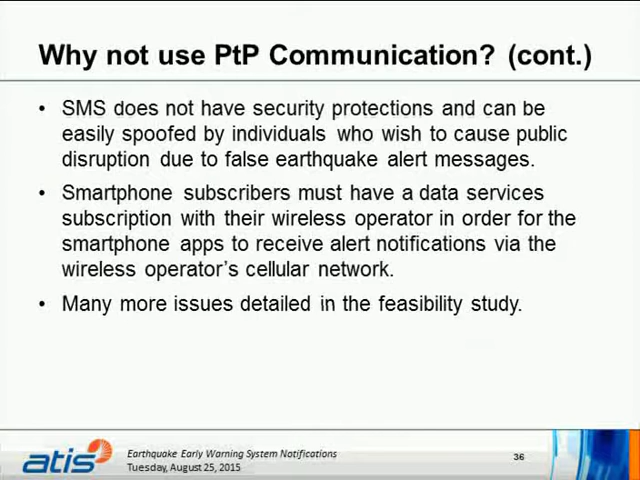 Why not use PtP Communication? (cont.)
• SMS does not have security protections and can be
easily spoofed by individuals who wish to cause public
disruption due to false earthquake alert messages.
• Smartphone subscribers must have a data services
subscription with their wireless operator in order for the
smartphone apps to receive alert notifications via the
wireless operator's cellular network.
• Many more issues detailed in the feasibility study.
atis
Earthquake Early Warning System Notifications
Tuesday, August 25, 2015
36